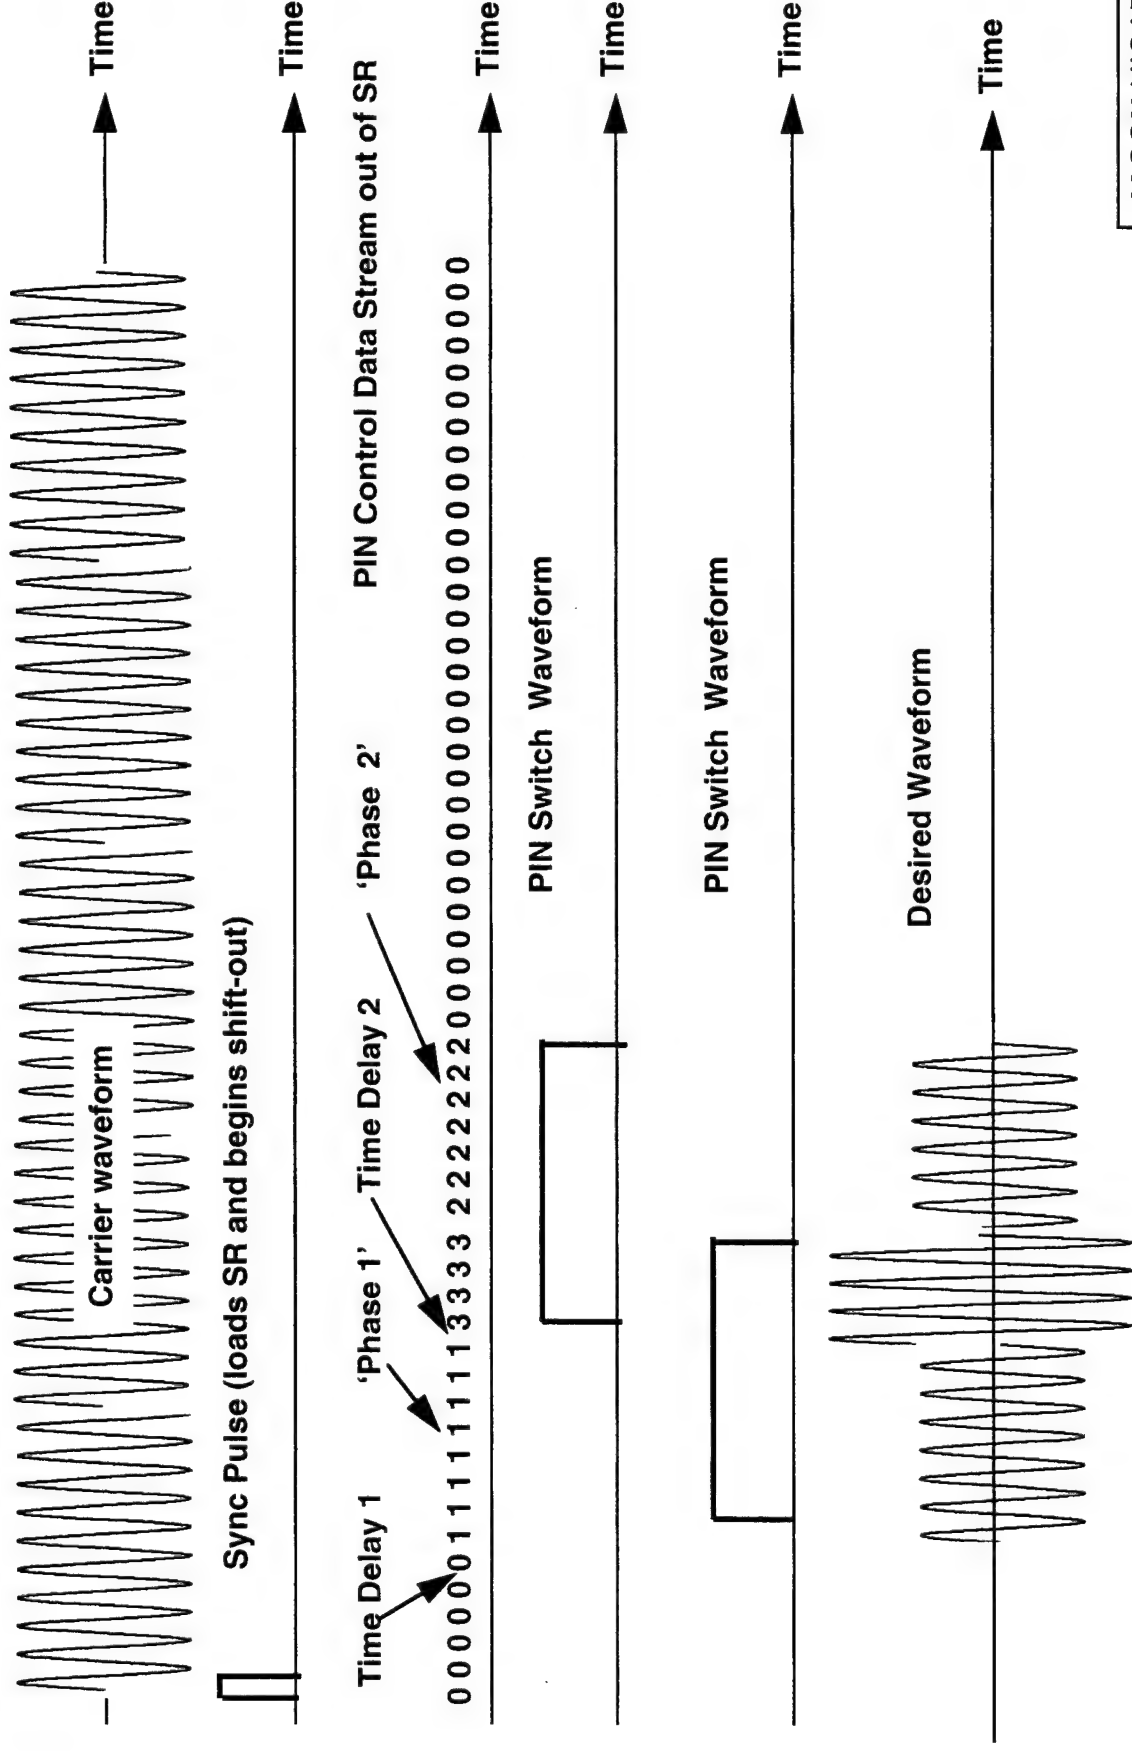 Carrier waveform Time
Sync Pulse (loads SR and begins shift-out) Time
Time Delay 1 'Phase 1' Time Delay 2 'Phase 2' PIN Control Data Stream out of SR
0 0 0 0 0 0 1 1 1 1 1 1 1 1 3 3 3 3 2 2 2 2 2 2 2 0 0 0 0 0 0 0 0 0 0 0 0 0 0 0 0 0 0 0 0 0 0 0 0 0 0 0 0 0
Time
PIN Switch Waveform
Time
PIN Switch Waveform
Time
Desired Waveform
Time